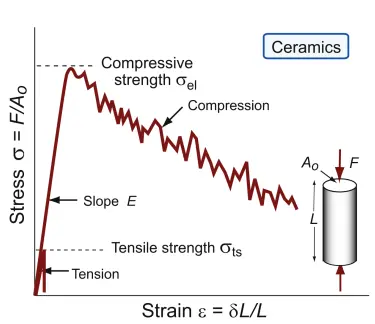 Ceramics
Compressive
strength σel
Compression
Stress σ = F/Ao
Slope E
Tensile strength σts
Tension
Strain ε = δL/L
Ao
F
L